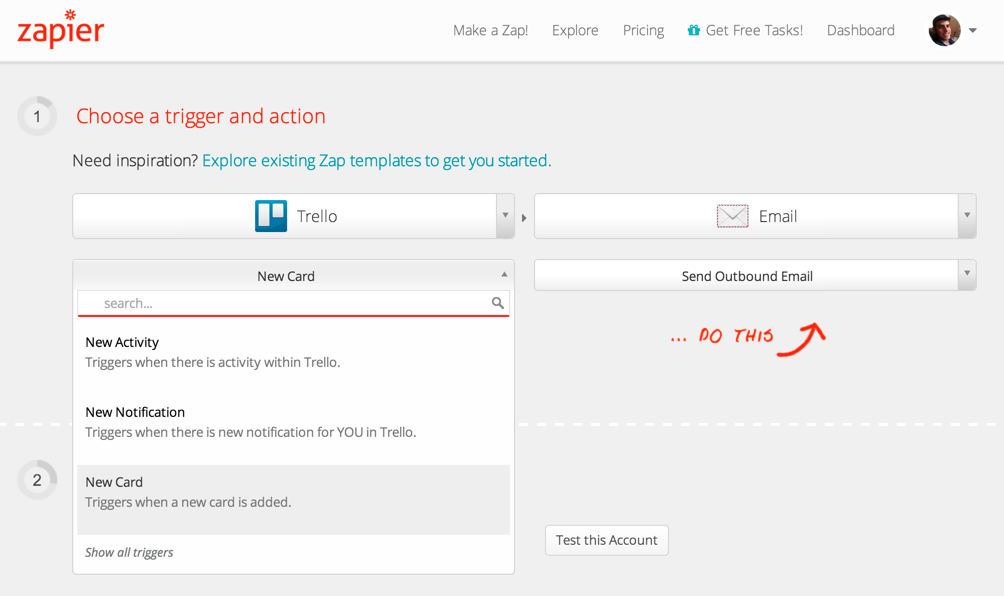 zapier
Make a Zap! Explore Pricing Get Free Tasks! Dashboard
1 Choose a trigger and action
Need inspiration? Explore existing Zap templates to get you started.
Trello Email
New Card Send Outbound Email
search...
New Activity
Triggers when there is activity within Trello.
... DO THIS
New Notification
Triggers when there is new notification for YOU in Trello.
2
New Card
Triggers when a new card is added.
Test this Account
Show all triggers